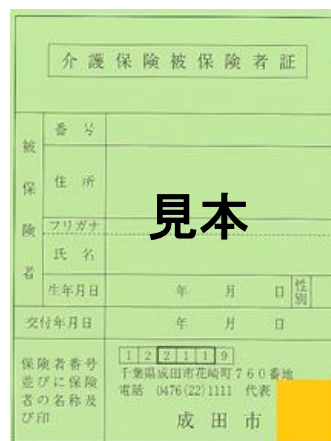 介護保険被保険者証
被保険者
番号
住所
フリガナ
氏名
生年月日 年 月 日 性別
交付年月日 年 月 日
見本
保険者番号
並びに保険
者の名称及
び印
122119
千葉県成田市花崎町760番地
電話 0476(22)1111 代表
成田市